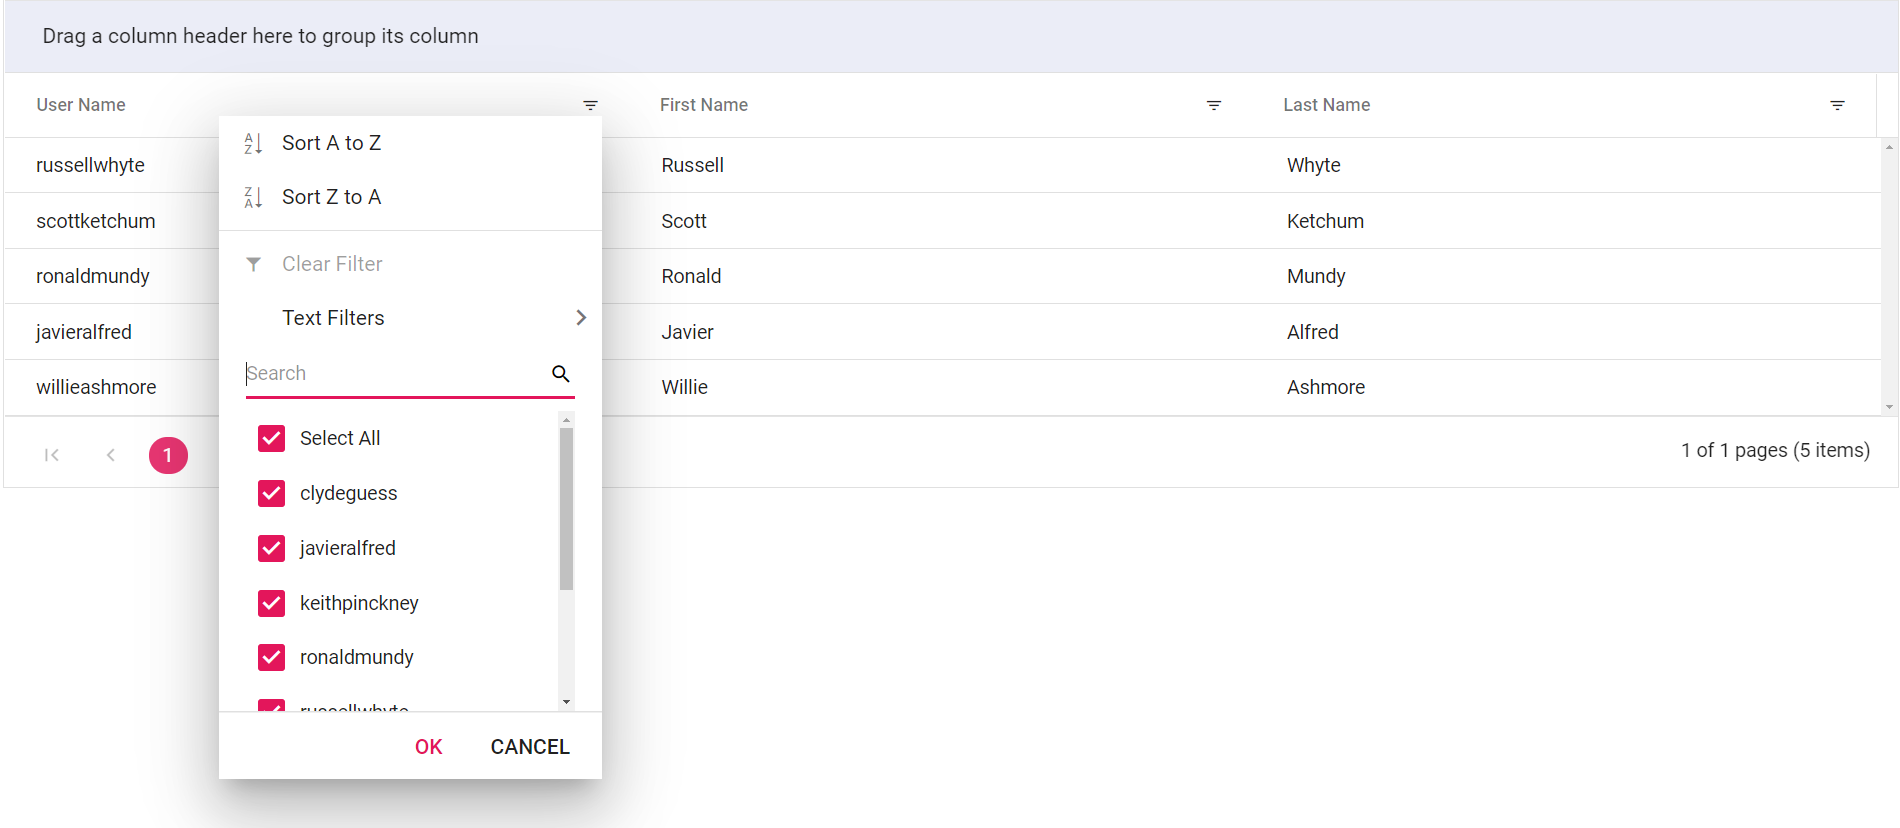 Drag a column header here to group its column
User Name First Name Last Name
russellwhyte Russell Whyte
scottketchum Scott Ketchum
ronaldmundy Ronald Mundy
javieralfred Javier Alfred
willieashmore Willie Ashmore
1 1 of 1 pages (5 items)
A
Z Sort A to Z
Z
A Sort Z to A
Clear Filter
Text Filters
Search
Select All
clydeguess
javieralfred
keithpinckney
ronaldmundy
russellwhyte
OK CANCEL